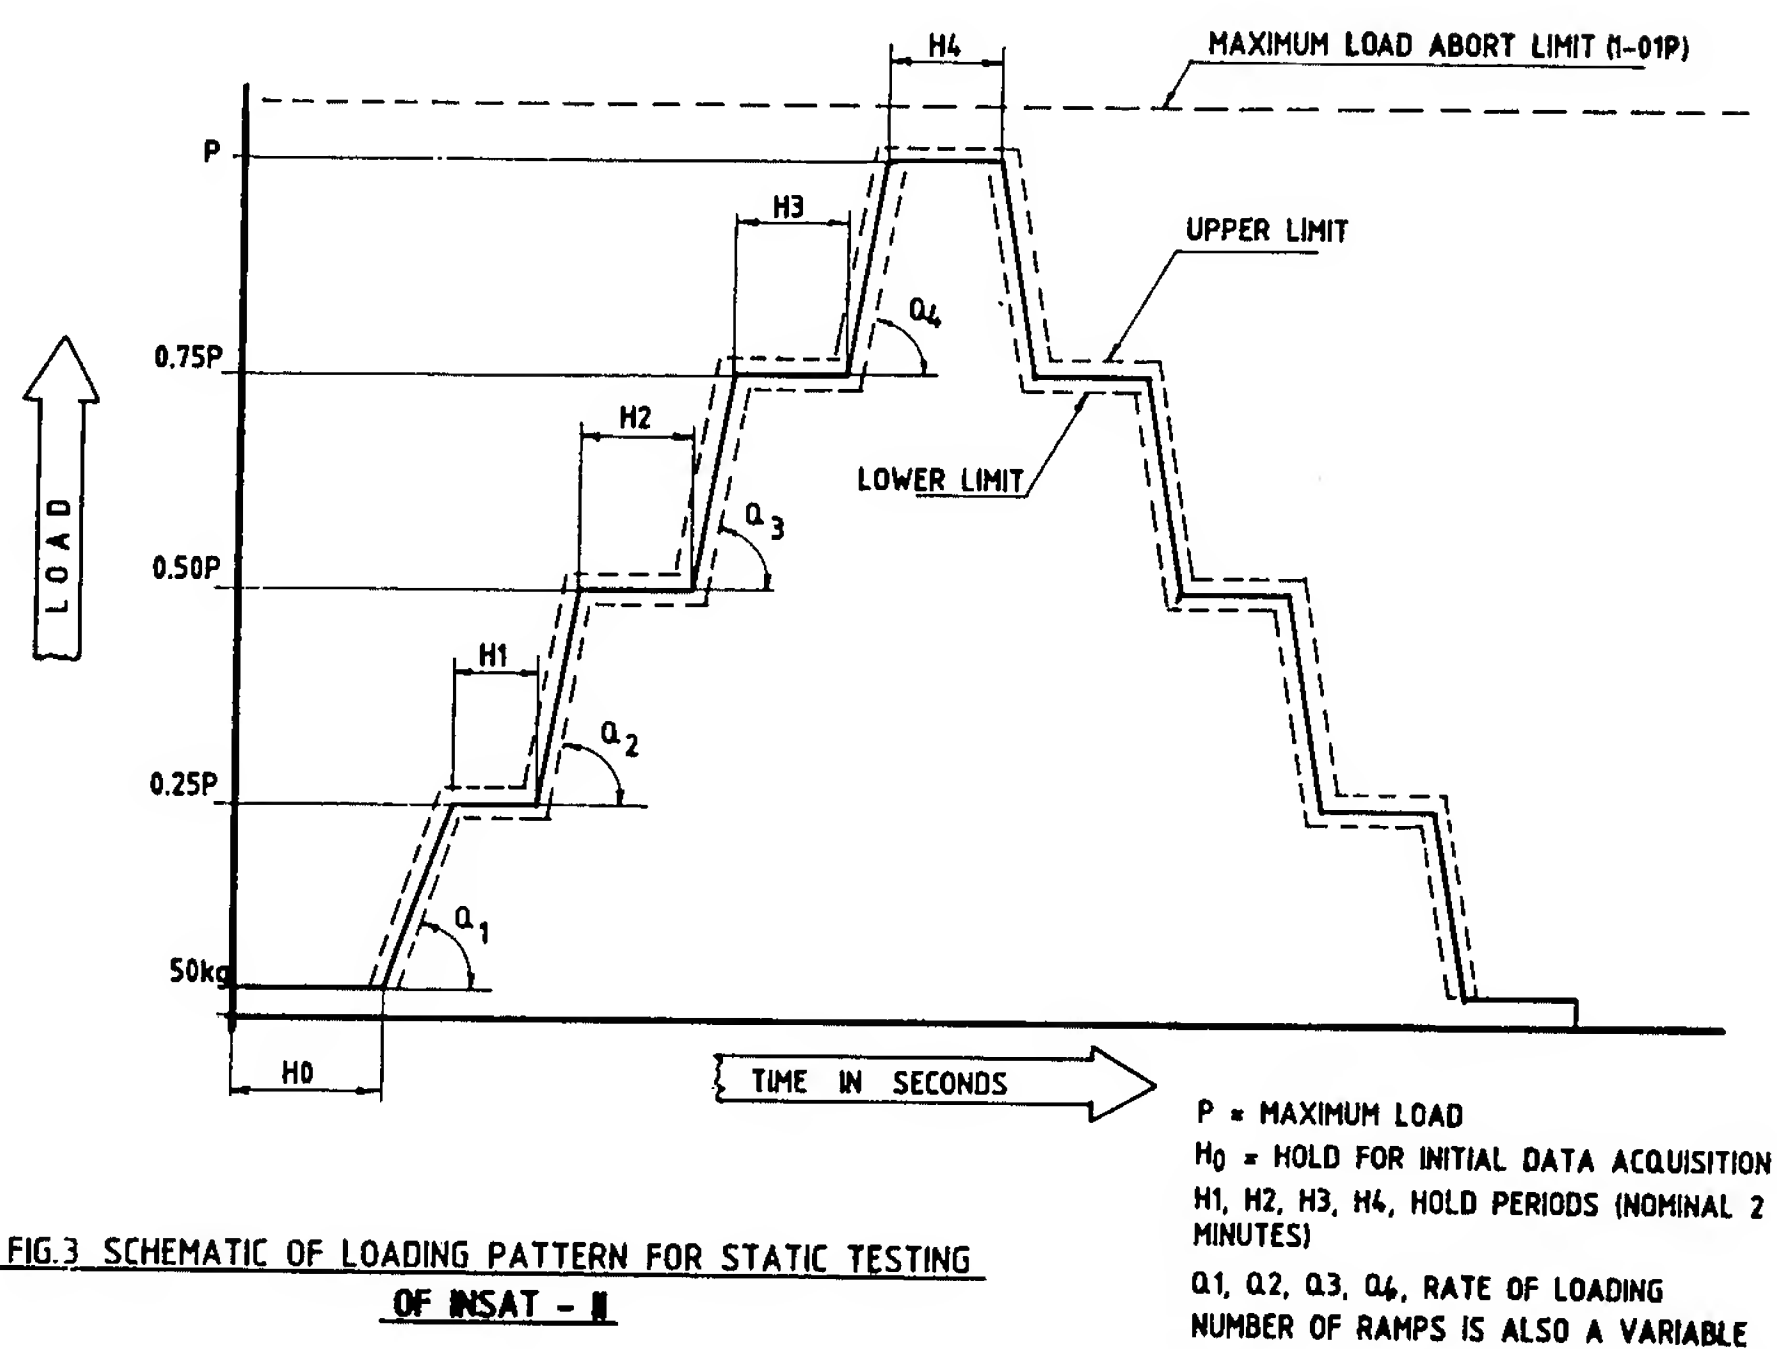 H4
MAXIMUM LOAD ABORT LIMIT (1-01P)
P
H3
UPPER LIMIT
Q4
0.75P
H2
LOWER LIMIT
LOAD
Q3
0.50P
H1
Q2
0.25P
Q1
50kg
H0
TIME IN SECONDS
P = MAXIMUM LOAD
H0 = HOLD FOR INITIAL DATA ACQUISITION
H1, H2, H3, H4, HOLD PERIODS (NOMINAL 2
MINUTES)
Q1, Q2, Q3, Q4, RATE OF LOADING
NUMBER OF RAMPS IS ALSO A VARIABLE
FIG.3 SCHEMATIC OF LOADING PATTERN FOR STATIC TESTING
OF INSAT - II